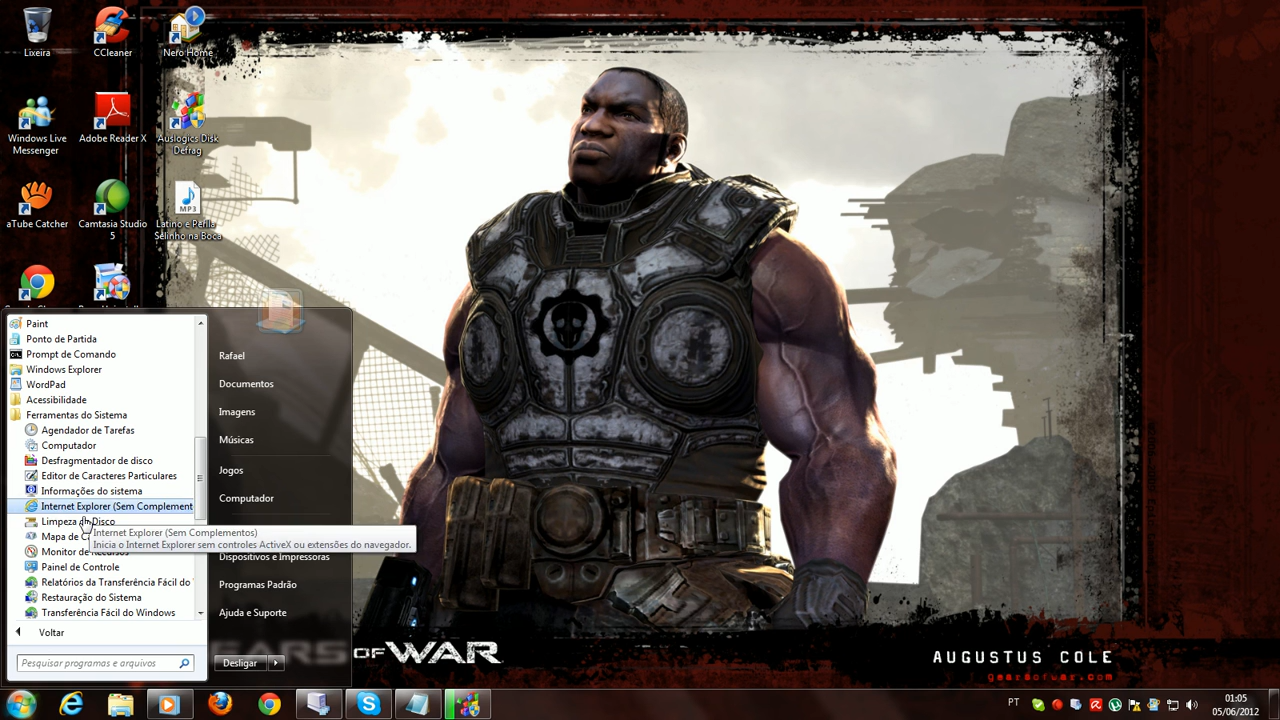 Lixeira
CCleaner
Nero Home
Windows Live
Messenger
Adobe Reader X
Auslogics Disk
Defrag
aTube Catcher
Camtasia Studio
5
MP3
Latino e Perlla
Selinho na Boca
Paint
Ponto de Partida
Prompt de Comando
Windows Explorer
WordPad
Acessibilidade
Ferramentas do Sistema
Agendador de Tarefas
Computador
Desfragmentador de disco
Editor de Caracteres Particulares
Informações do sistema
Internet Explorer (Sem Complement
Limpeza de Disco
Mapa de C
Monitor de Recursos
Painel de Controle
Relatórios da Transferência Fácil do
Restauração do Sistema
Transferência Fácil do Windows
Voltar
Pesquisar programas e arquivos
Rafael
Documentos
Imagens
Músicas
Jogos
Computador
Internet Explorer (Sem Complementos)
Inicia o Internet Explorer sem controles ActiveX ou extensões do navegador.
Dispositivos e Impressoras
Programas Padrão
Ajuda e Suporte
Desligar
OF WAR
AUGUSTUS COLE
gearsofwar.com
PT
01:05
05/06/2012